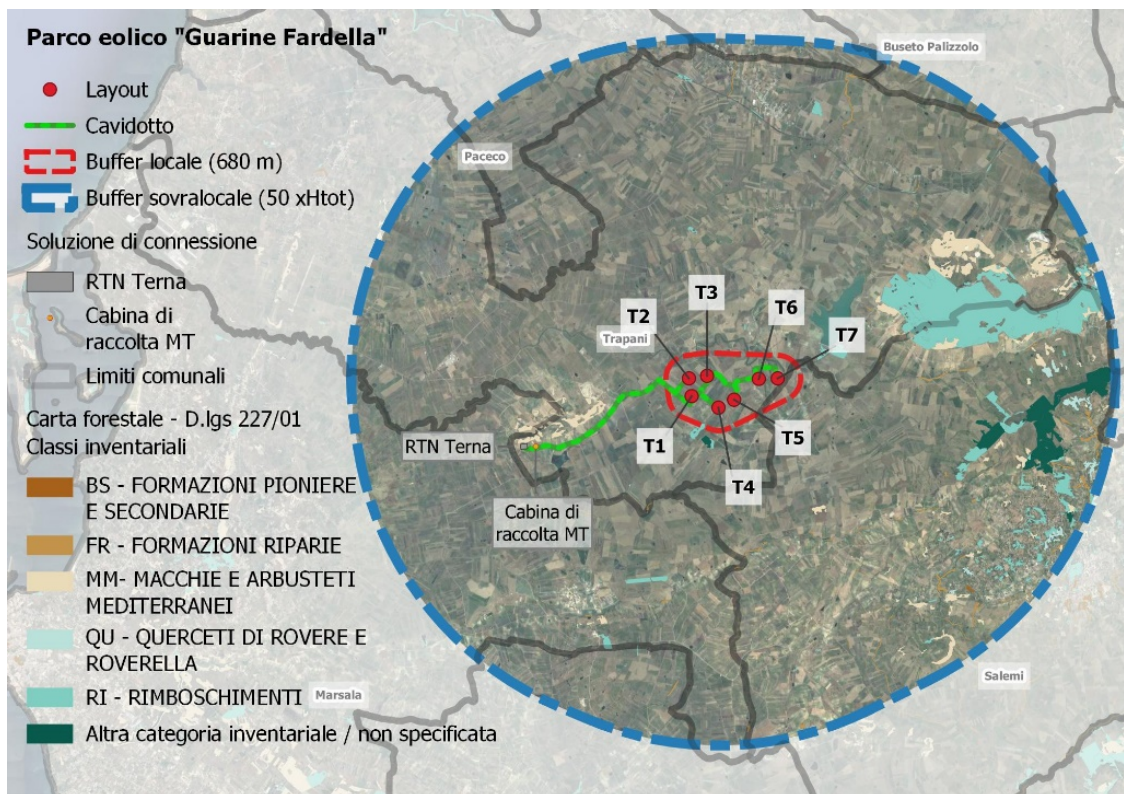 Parco eolico "Guarine Fardella"
Layout
Cavidotto
Buffer locale (680 m)
Buffer sovralocale (50 xHtot)
Soluzione di connessione
RTN Terna
Cabina di
raccolta MT
Limiti comunali
Carta forestale - D.lgs 227/01
Classi inventariali
BS - FORMAZIONI PIONIERE
E SECONDARIE
FR - FORMAZIONI RIPARIE
MM- MACCHIE E ARBUSTETI
MEDITERRANEI
QU - QUERCETI DI ROVERE E
ROVERELLA
RI - RIMBOSCHIMENTI
Altra categoria inventariale / non specificata
Buseto Palizzolo
Paceco
T3
T6
T2
Trapani
T7
RTN Terna
T1
T5
T4
Cabina di
raccolta MT
Salemi
Marsala